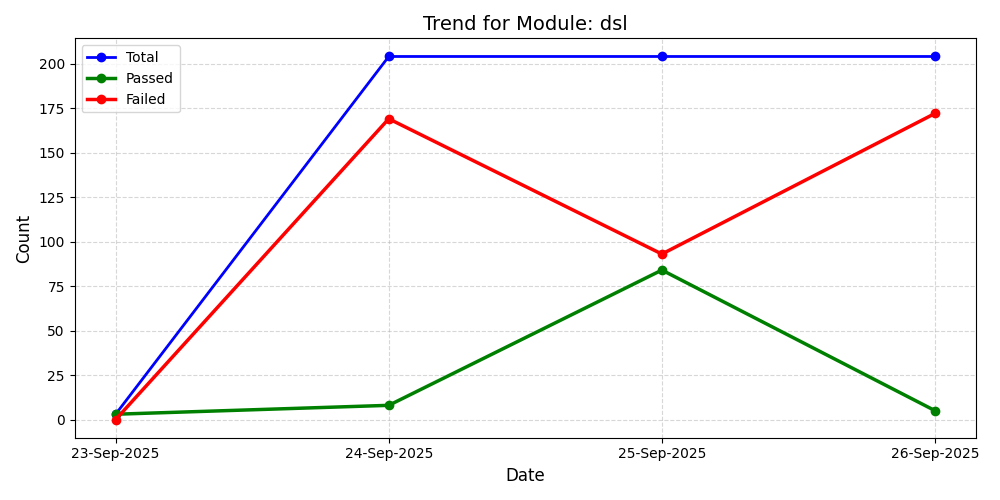 Trend for Module: dsl
Total
Passed
Failed
200
175
150
125
100
75
50
25
0
Count
23-Sep-2025
24-Sep-2025
25-Sep-2025
26-Sep-2025
Date